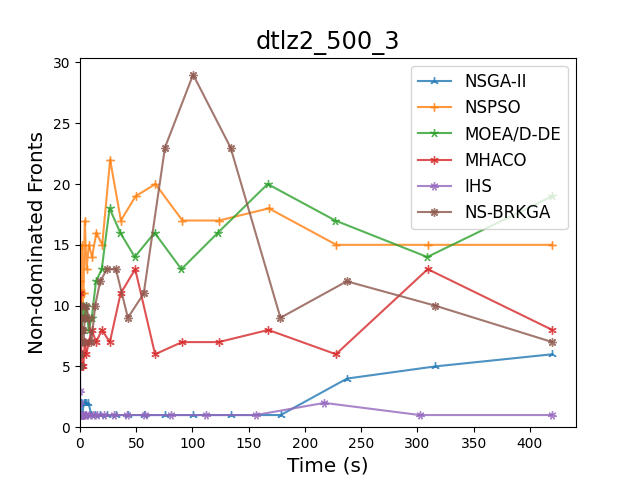 dtlz2_500_3
Non-dominated Fronts
30
25
20
15
10
5
0
0 50 100 150 200 250 300 350 400
Time (s)
NSGA-II
NSPSO
MOEA/D-DE
MHACO
IHS
NS-BRKGA